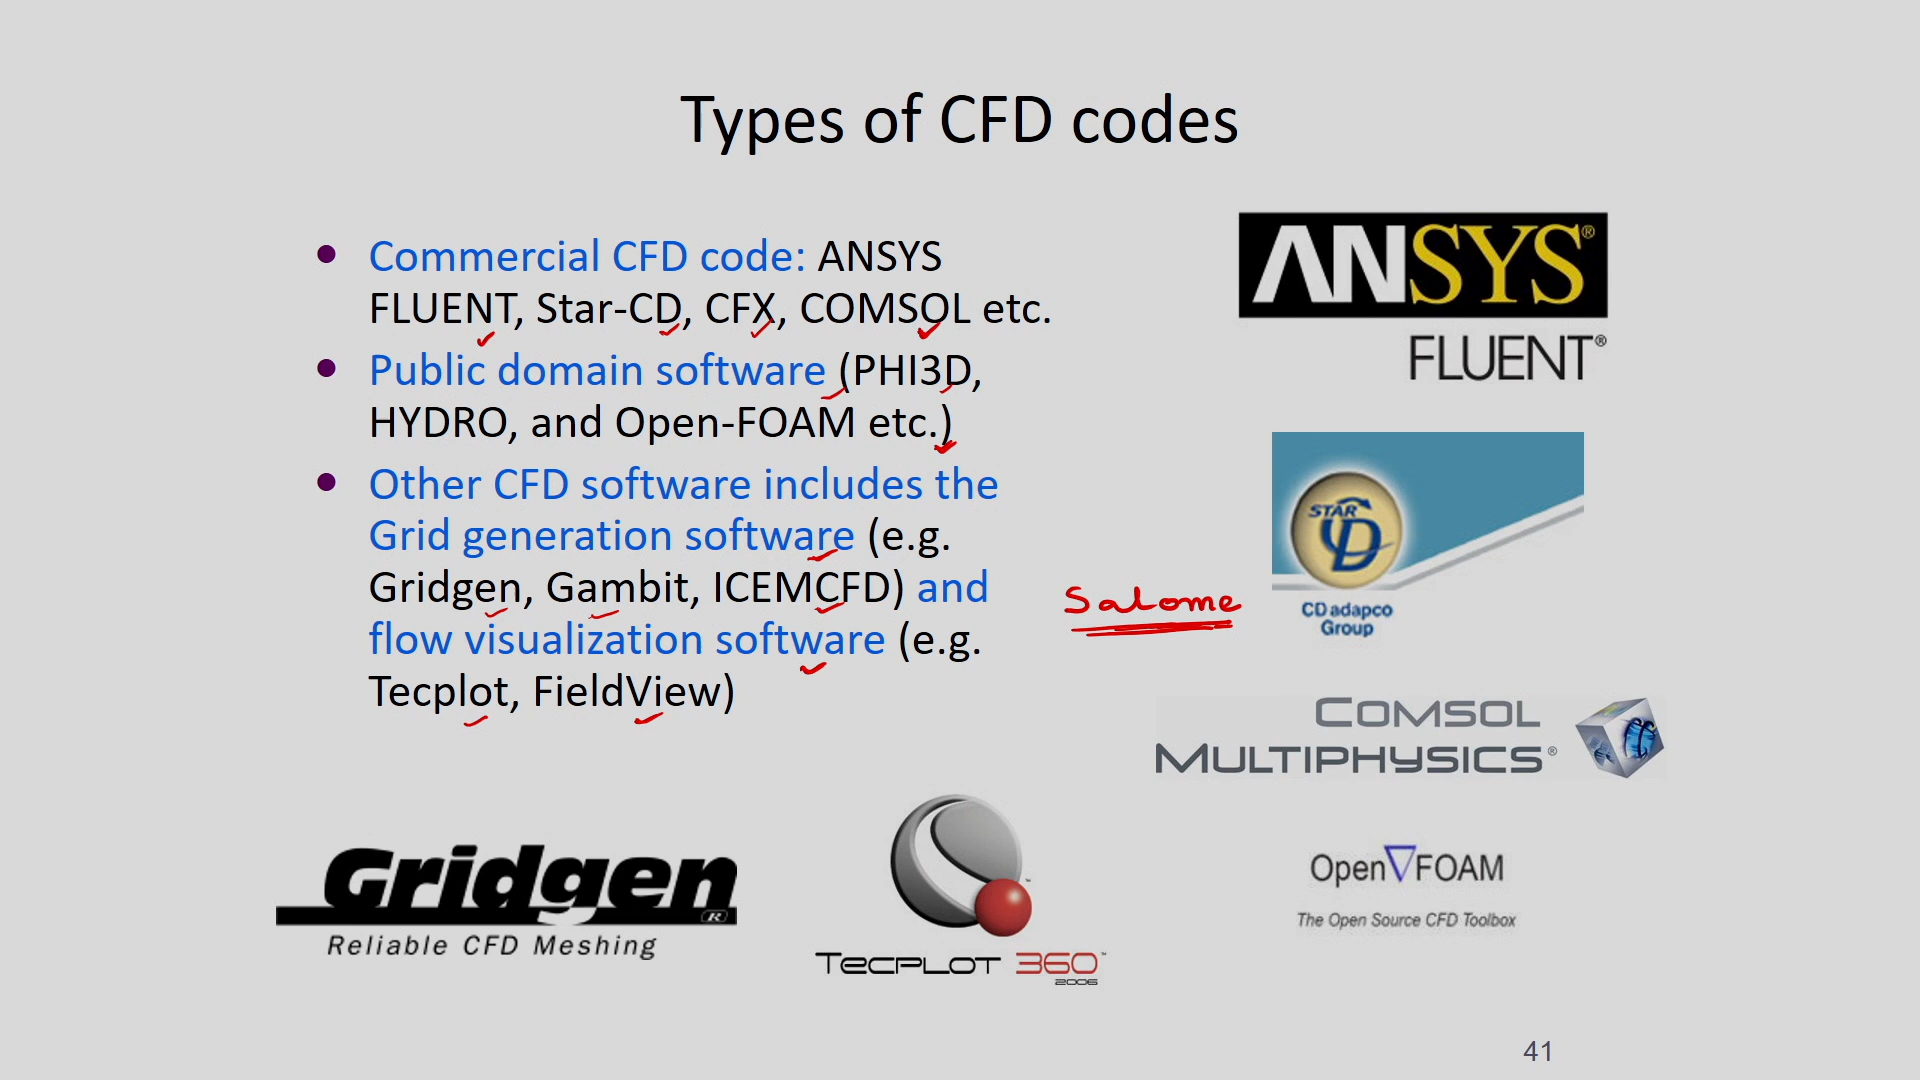 Types of CFD codes
• Commercial CFD code: ANSYS
FLUENT, Star-CD, CFX, COMSOL etc.
• Public domain software (PHI3D,
HYDRO, and Open-FOAM etc.)
• Other CFD software includes the
Grid generation software (e.g.
Gridgen, Gambit, ICEMCFD) and
flow visualization software (e.g.
Tecplot, FieldView)
Salome
ANSYS®
FLUENT®
STAR
CD
CD adapco
Group
COMSOL
MULTIPHYSICS®
Gridgen®
Reliable CFD Meshing
TECPLOT 360™
2006
Open∇FOAM
The Open Source CFD Toolbox
41